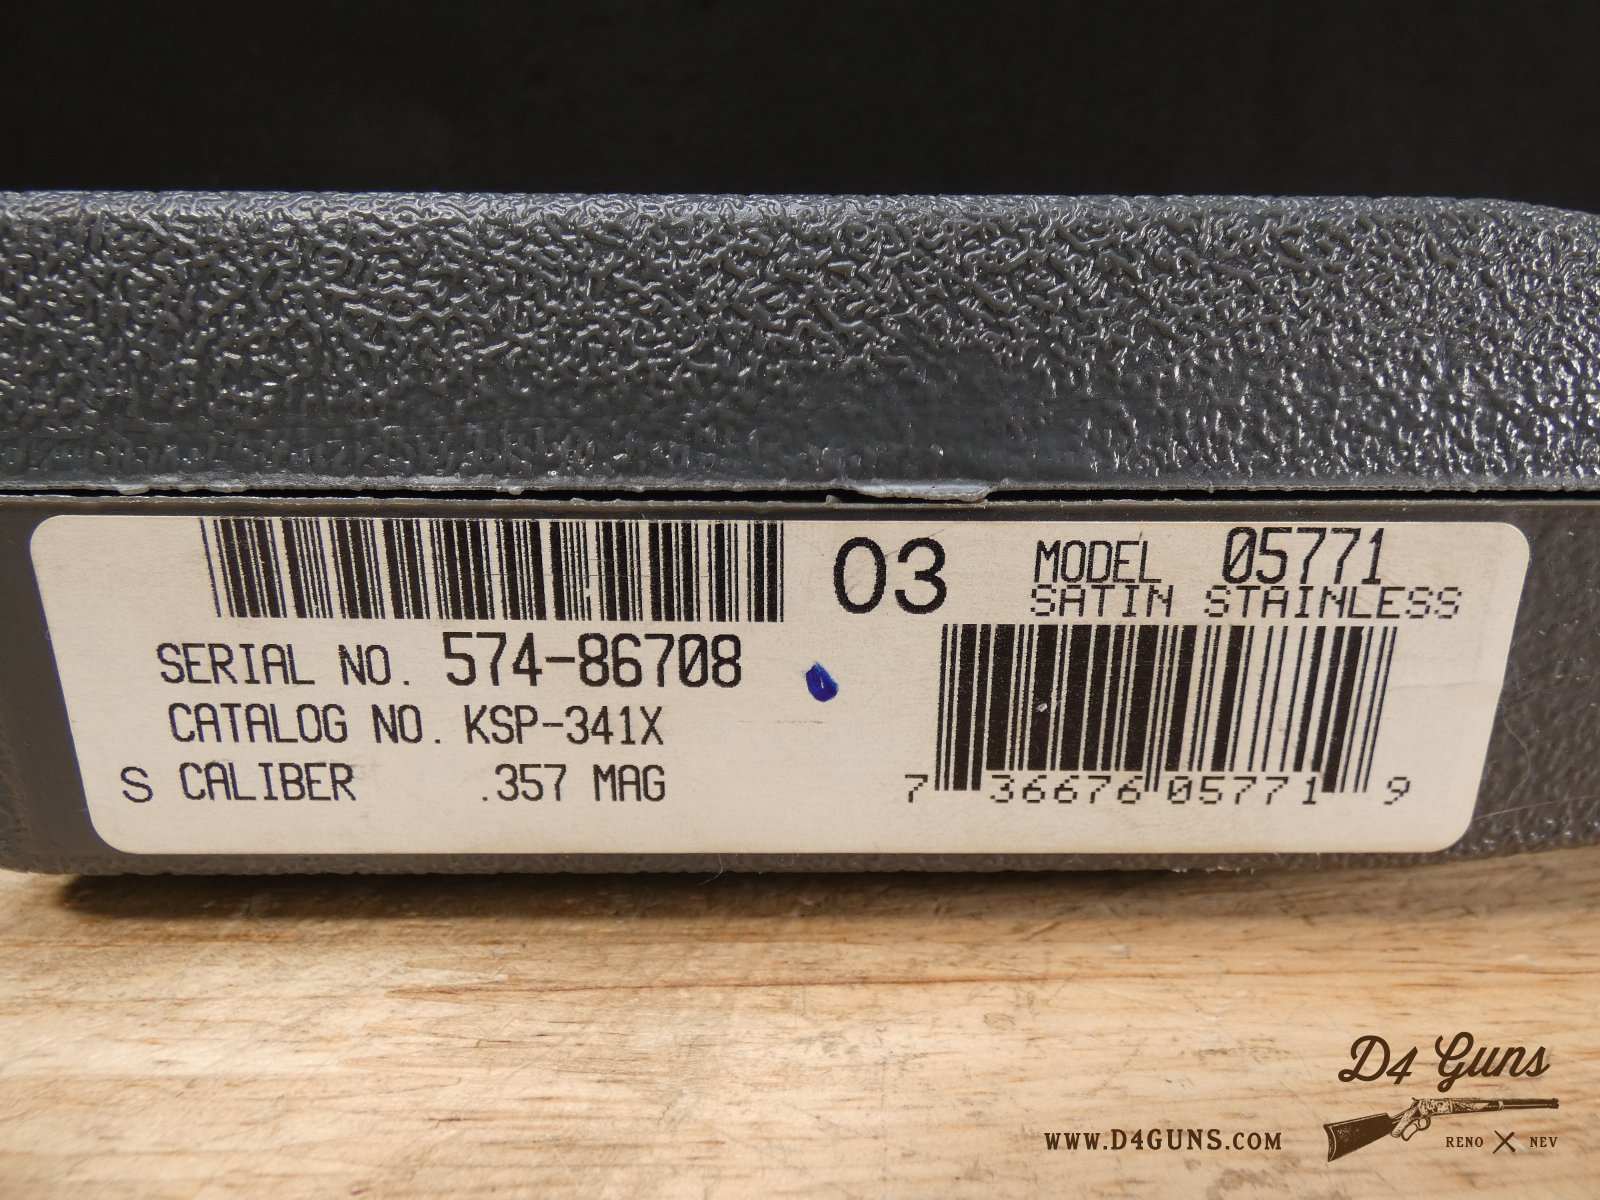 03
MODEL 05771
SATIN STAINLESS
SERIAL NO. 574-86708
CATALOG NO. KSP-341X
S CALIBER .357 MAG
7 36676 05771 9
D4 Guns
WWW.D4GUNS.COM
RENO NEV